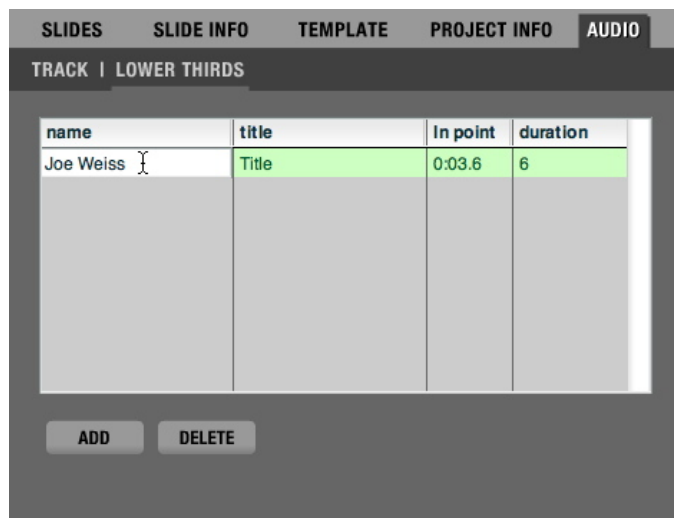 SLIDES SLIDE INFO TEMPLATE PROJECT INFO AUDIO
TRACK | LOWER THIRDS
name title In point duration
Joe Weiss Title 0:03.6 6
ADD DELETE